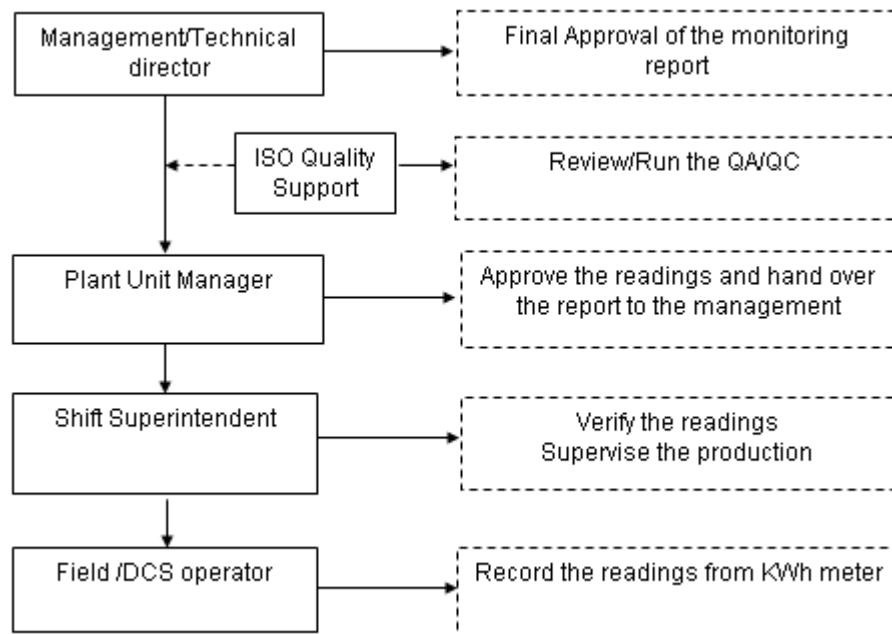 Management/Technical
director
Final Approval of the monitoring
report
ISO Quality
Support
Review/Run the QA/QC
Plant Unit Manager
Approve the readings and hand over
the report to the management
Shift Superintendent
Verify the readings
Supervise the production
Field /DCS operator
Record the readings from KWh meter